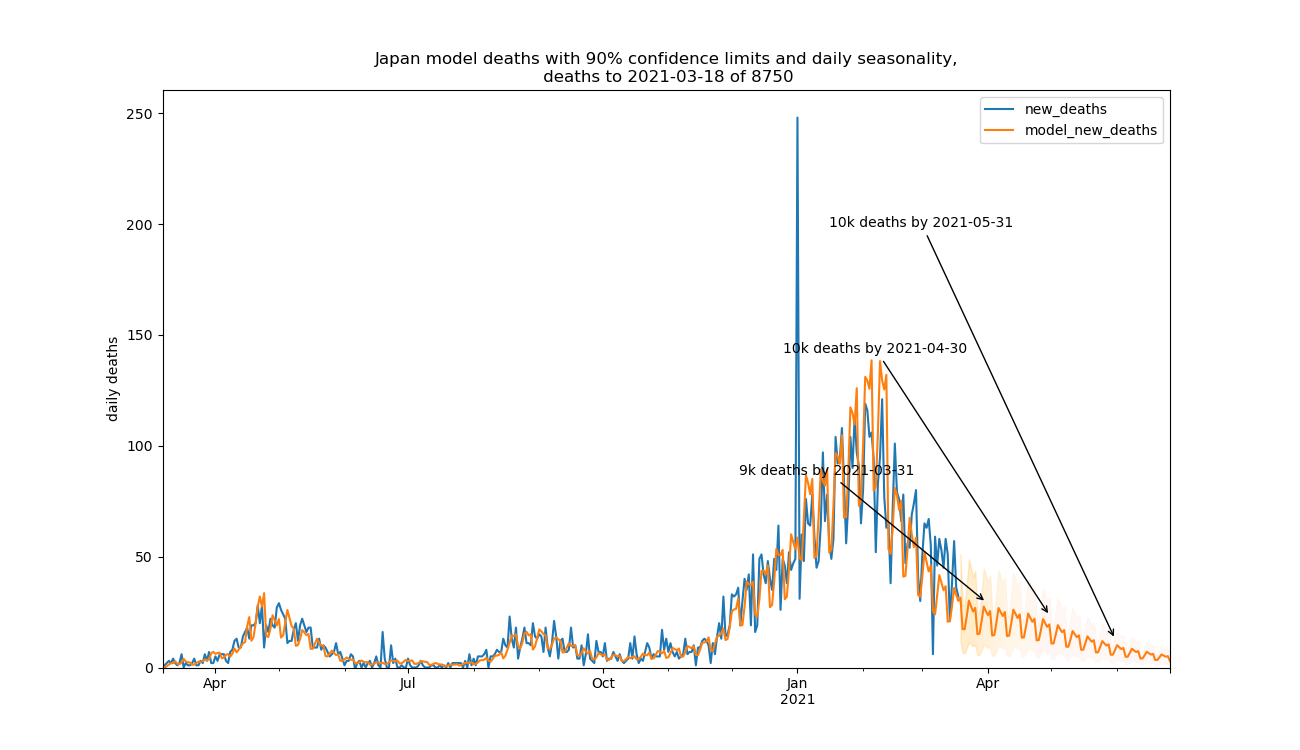 Japan model deaths with 90% confidence limits and daily seasonality,
deaths to 2021-03-18 of 8750
new_deaths
model_new_deaths
250
200
150
100
50
0
daily deaths
10k deaths by 2021-05-31
10k deaths by 2021-04-30
9k deaths by 2021-03-31
Apr
Jul
Oct
Jan
2021
Apr